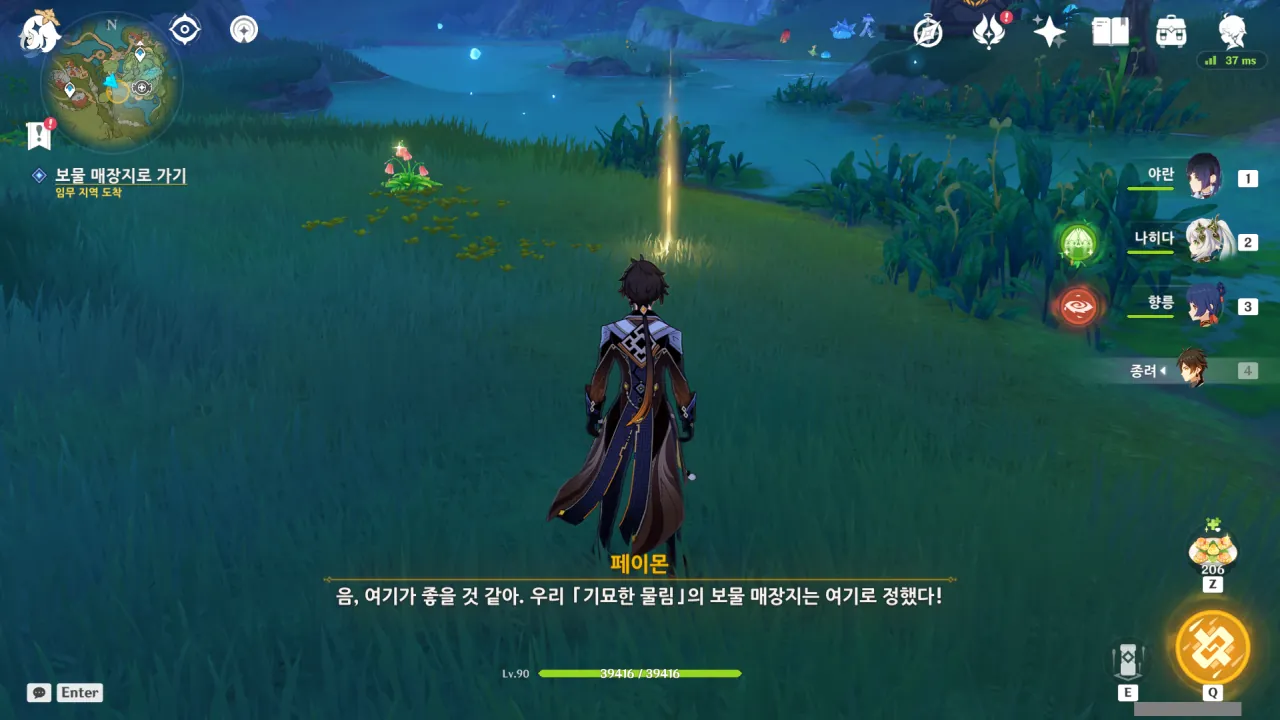 N
37 ms
보물 매장지로 가기
임무 지역 도착
야란
1
나히다
2
향릉
3
종려
4
페이몬
음, 여기가 좋을 것 같아. 우리 「기묘한 물림」의 보물 매장지는 여기로 정했다!
206
Z
Lv.90
39416 / 39416
E
Q
Enter